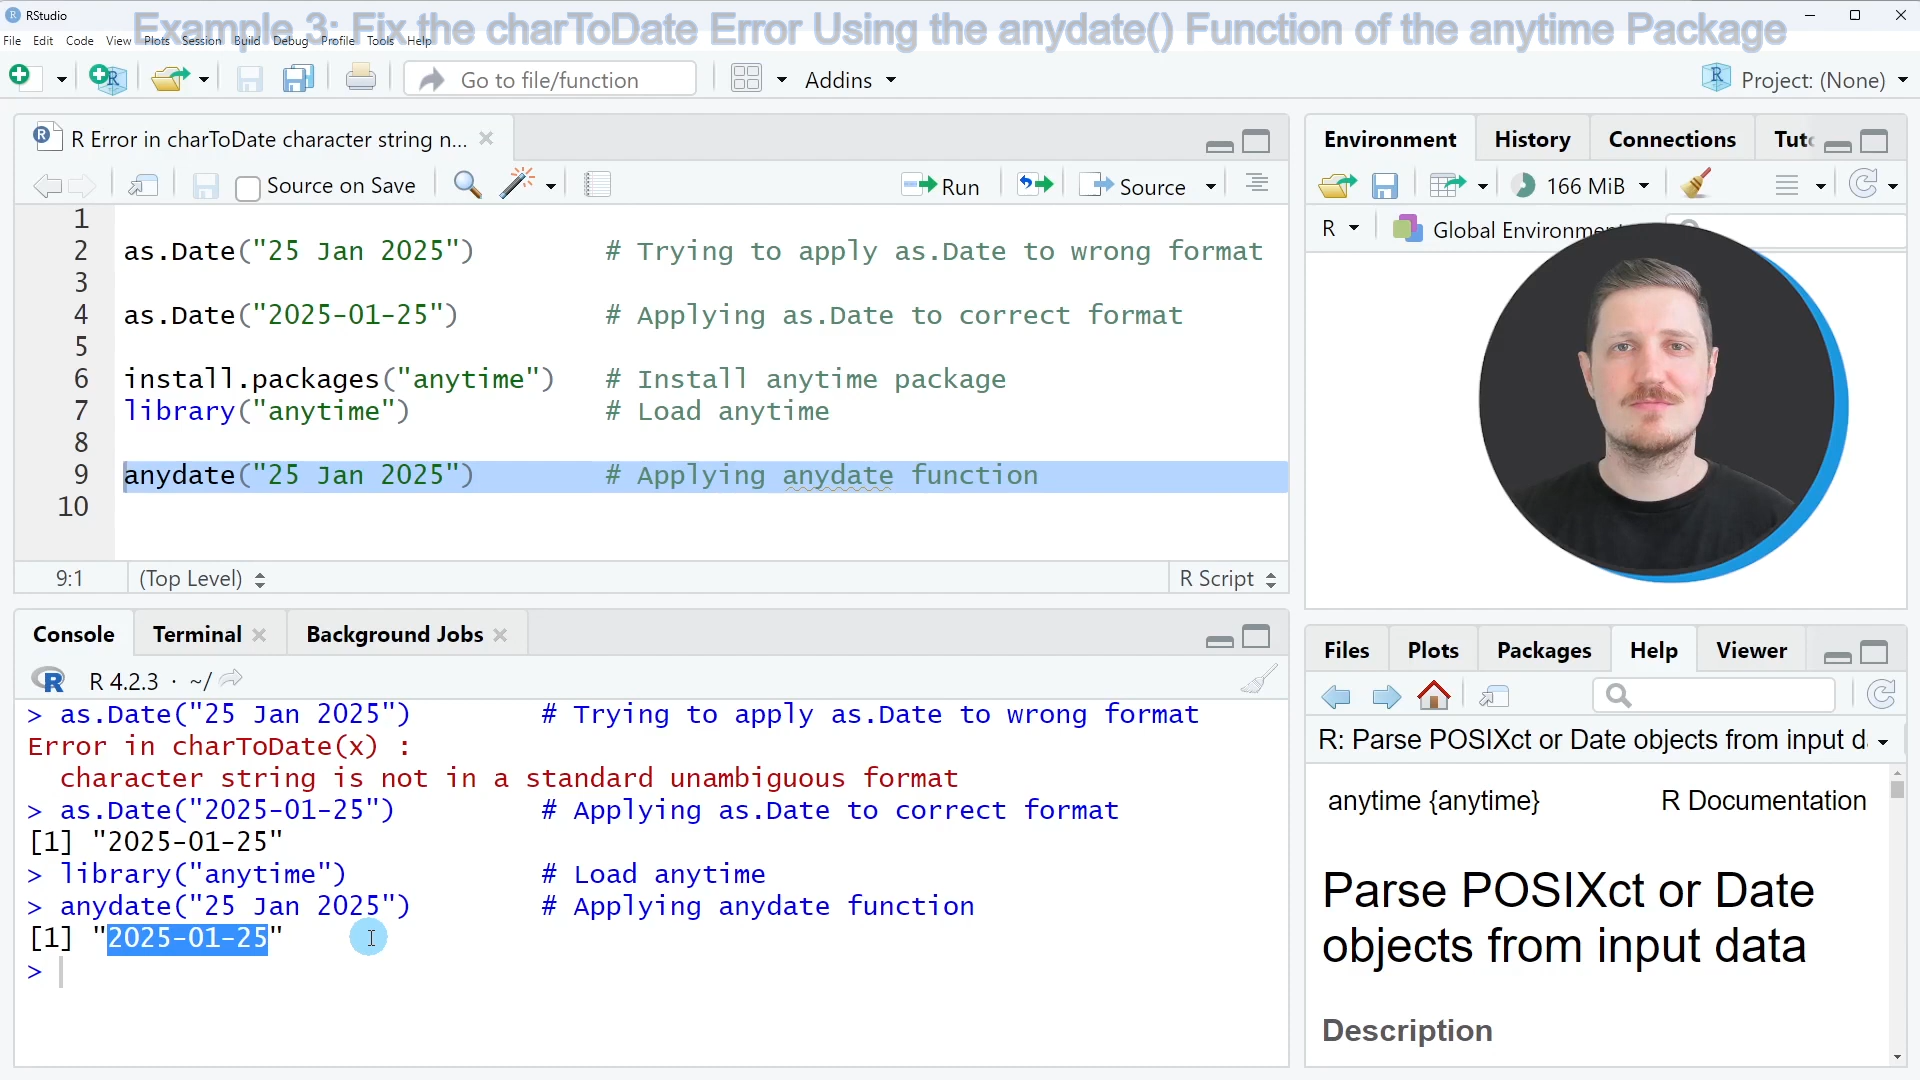 RStudio
Example 3: Fix the charToDate Error Using the anydate() Function of the anytime Package
File Edit Code View Plots Session Build Debug Profile Tools Help
Go to file/function
Addins
Project: (None)
R Error in charToDate character string n...
Source on Save
Run
Source
1
2 as.Date("25 Jan 2025") # Trying to apply as.Date to wrong format
3
4 as.Date("2025-01-25") # Applying as.Date to correct format
5
6 install.packages("anytime") # Install anytime package
7 library("anytime") # Load anytime
8
9 anydate("25 Jan 2025") # Applying anydate function
10
9:1 (Top Level) R Script
Console Terminal Background Jobs
R 4.2.3 · ~/
> as.Date("25 Jan 2025") # Trying to apply as.Date to wrong format
Error in charToDate(x) :
character string is not in a standard unambiguous format
> as.Date("2025-01-25") # Applying as.Date to correct format
[1] "2025-01-25"
> library("anytime") # Load anytime
> anydate("25 Jan 2025") # Applying anydate function
[1] "2025-01-25"
>
Environment History Connections
166 MiB
R Global
Files Plots Packages Help Viewer
R: Parse POSIXct or Date objects from input
anytime {anytime} R Documentation
Parse POSIXct or Date
objects from input data
Description